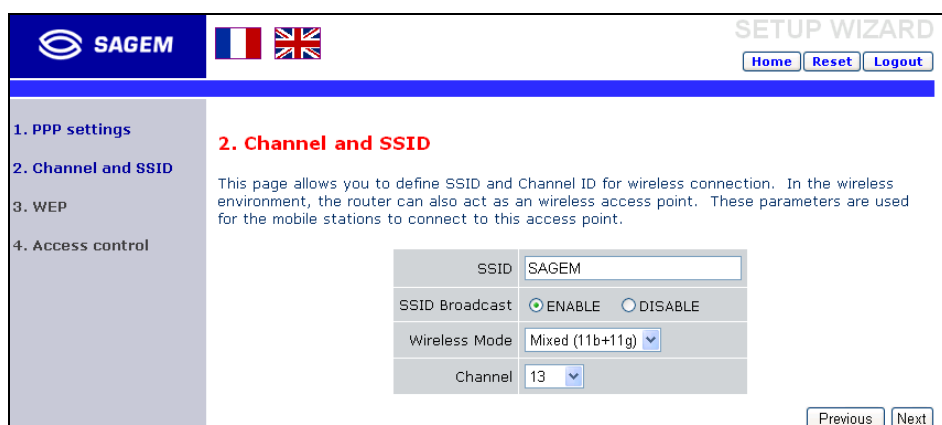 SAGEM
SETUP WIZARD
Home Reset Logout
1. PPP settings
2. Channel and SSID
3. WEP
4. Access control
2. Channel and SSID
This page allows you to define SSID and Channel ID for wireless connection. In the wireless
environment, the router can also act as an wireless access point. These parameters are used
for the mobile stations to connect to this access point.
SSID SAGEM
SSID Broadcast ENABLE DISABLE
Wireless Mode Mixed (11b+11g)
Channel 13
Previous Next